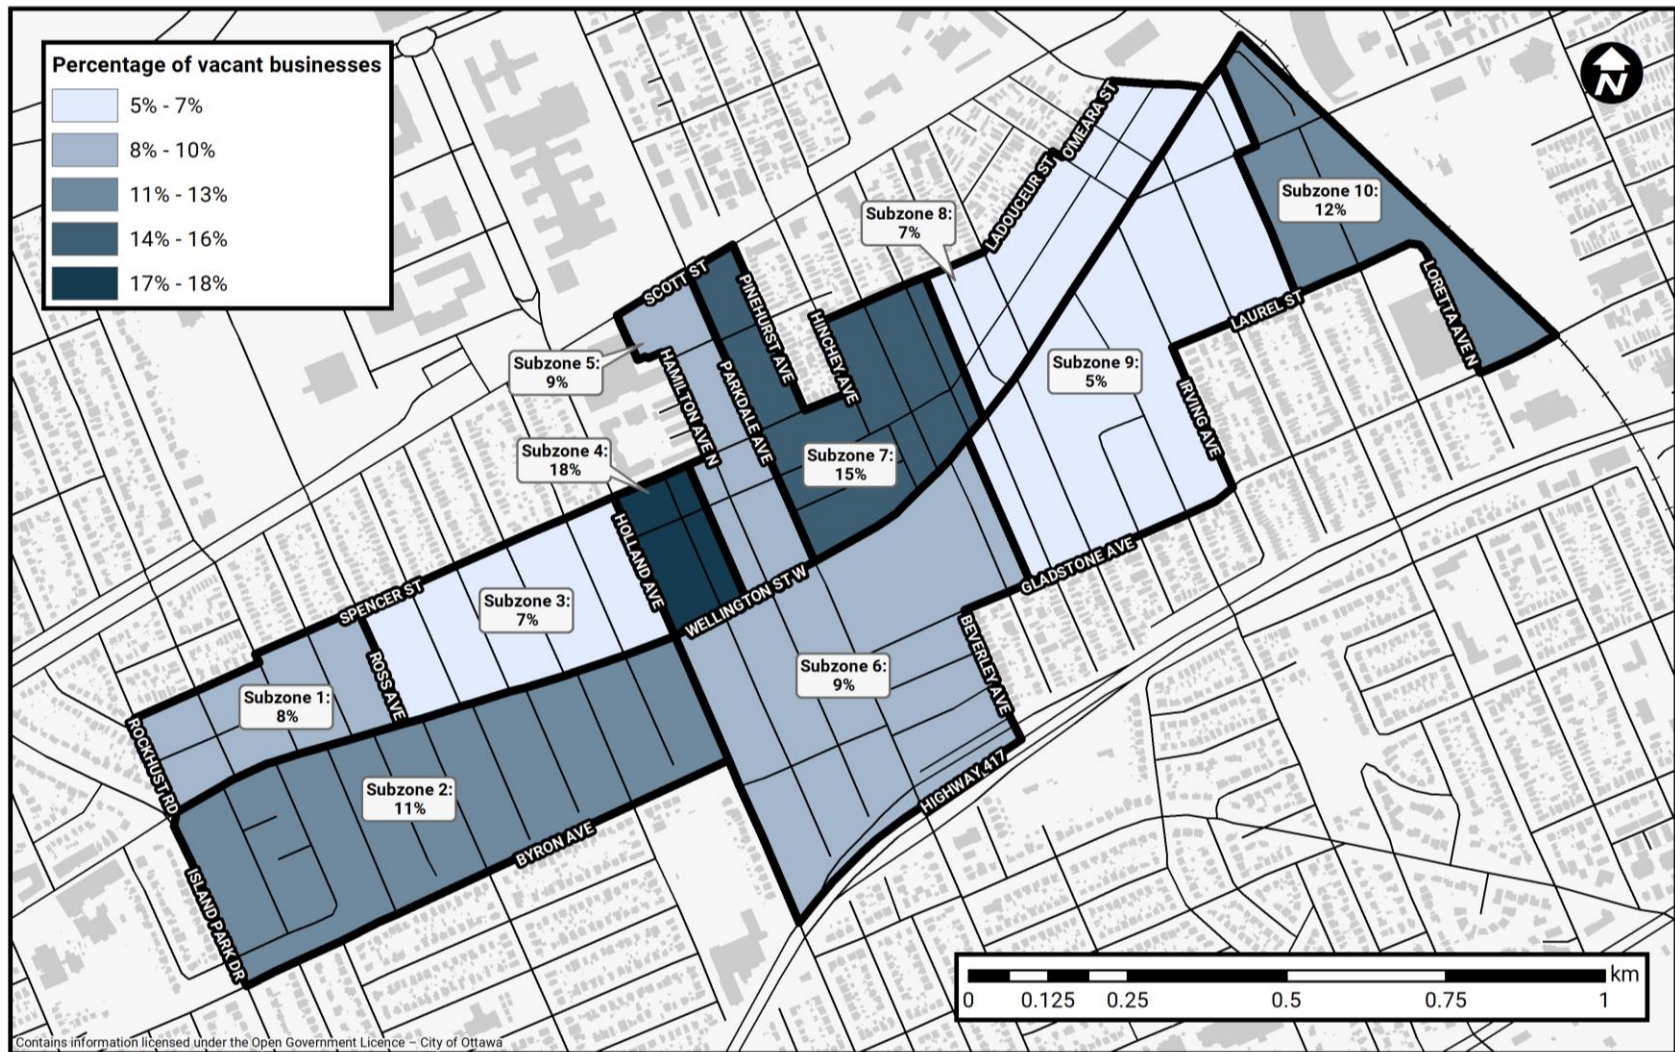 Percentage of vacant businesses
5% - 7%
8% - 10%
11% - 13%
14% - 16%
17% - 18%
N
OMEARA ST
LADOUCEUR ST
Subzone 10:
12%
Subzone 8:
7%
SCOTT ST
PINEHURST AVE
HINCHEY AVE
LORETTA AVE N
LAUREL ST
Subzone 5:
9%
HAMILTON AVE N
PARKDALE AVE
Subzone 9:
5%
IRVING AVE
Subzone 4:
18%
Subzone 7:
15%
HOLLAND AVE
WELLINGTON ST W
GLADSTONE AVE
SPENCER ST
Subzone 3:
7%
ROSS AVE
BEVERLEY AVE
Subzone 6:
9%
Subzone 1:
8%
ROCKHUST RD
Subzone 2:
11%
HIGHWAY 417
BYRON AVE
ISLAND PARK DR
km
0 0.125 0.25 0.5 0.75 1
Contains information licensed under the Open Government Licence – City of Ottawa